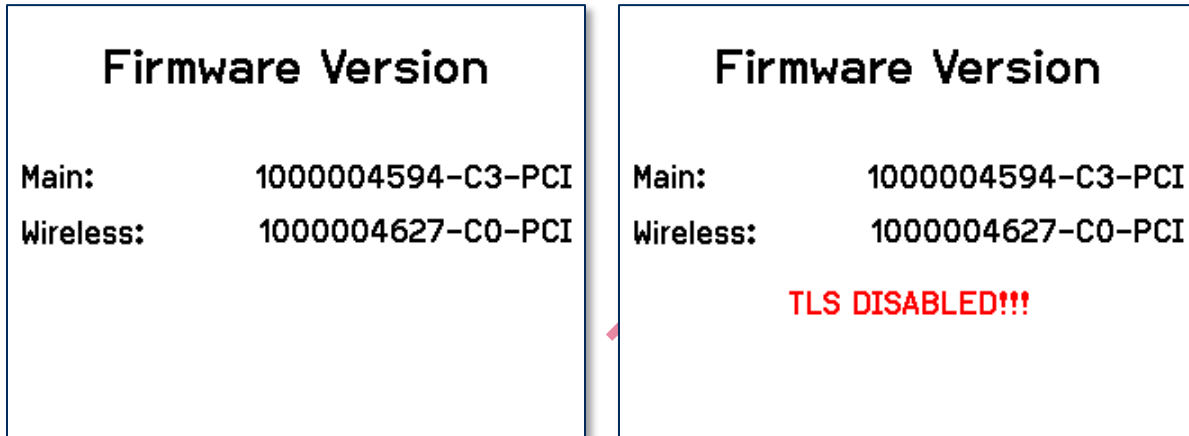 Firmware Version
Main: 1000004594-C3-PCI
Wireless: 1000004627-C0-PCI
Firmware Version
Main: 1000004594-C3-PCI
Wireless: 1000004627-C0-PCI
TLS DISABLED!!!